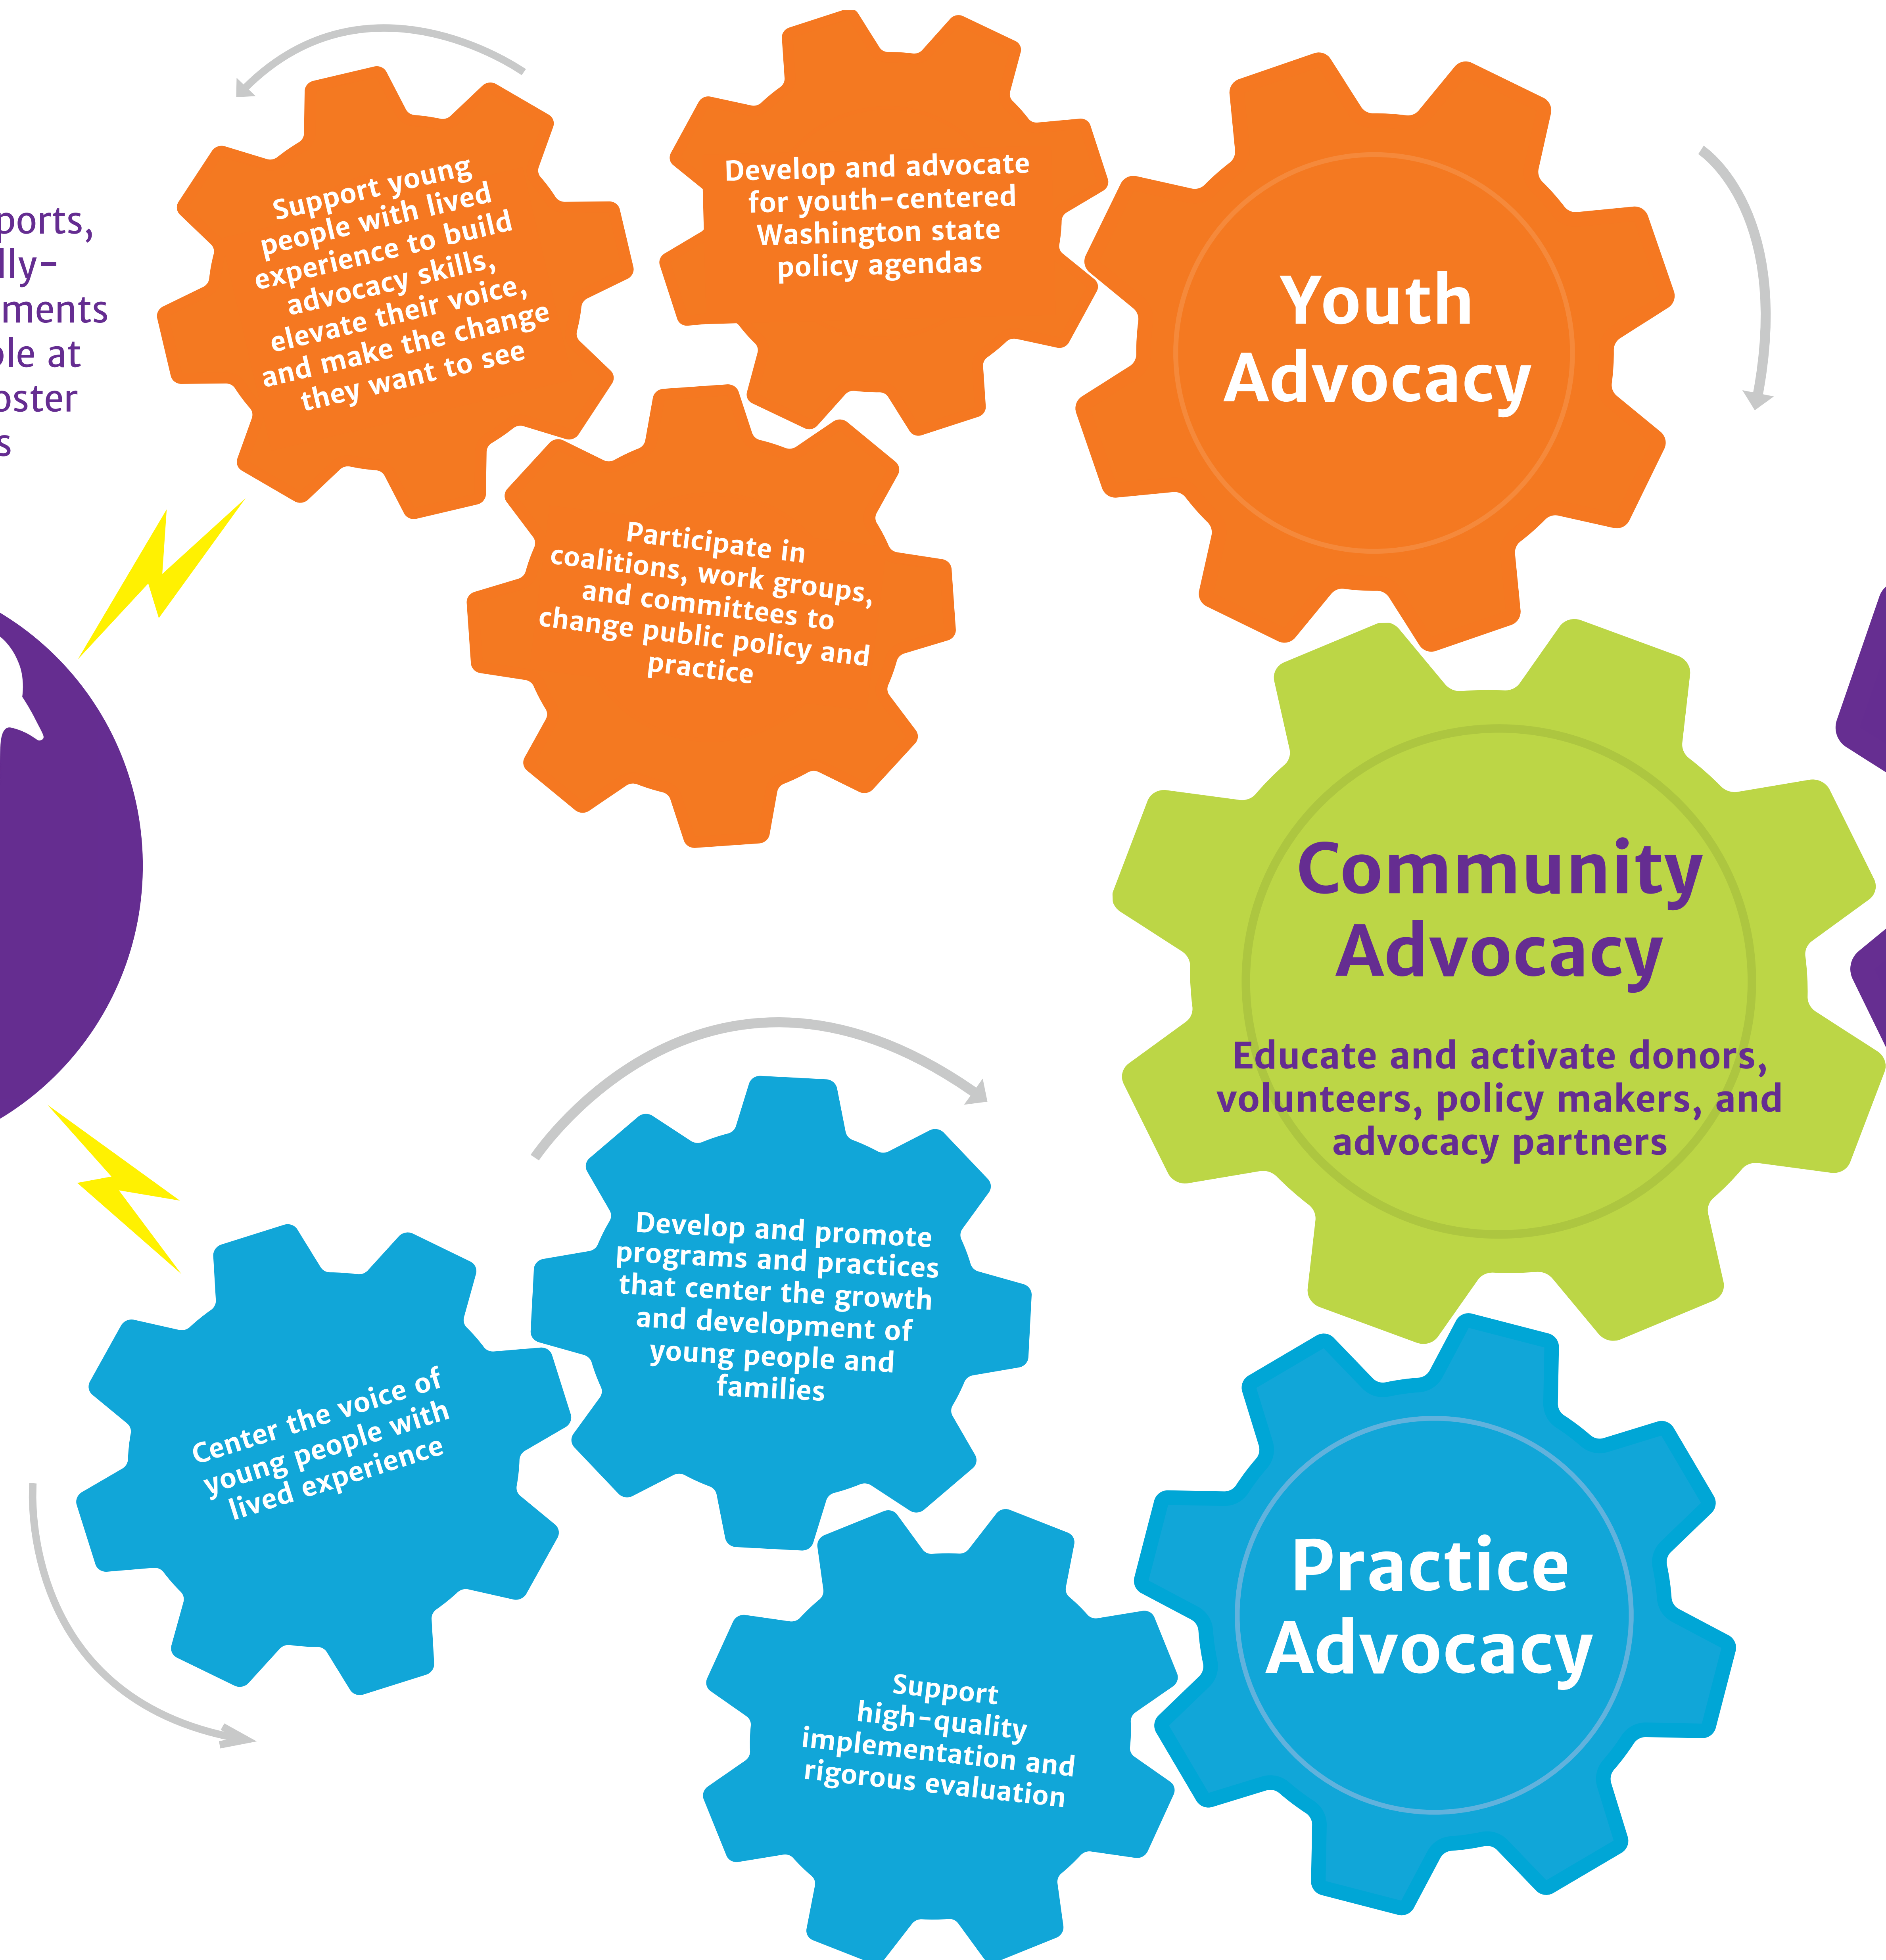 Support young
people with lived
experience to build
advocacy skills,
elevate their voice,
and make the change
they want to see
Develop and advocate
for youth-centered
Washington state
policy agendas
Youth
Advocacy
Participate in
coalitions, work groups,
and committees to
change public policy and
practice
Community
Advocacy
Educate and activate donors,
volunteers, policy makers, and
advocacy partners
Develop and promote
programs and practices
that center the growth
and development of
young people and
families
Center the voice of
young people with
lived experience
Support
high-quality
implementation and
rigorous evaluation
Practice
Advocacy